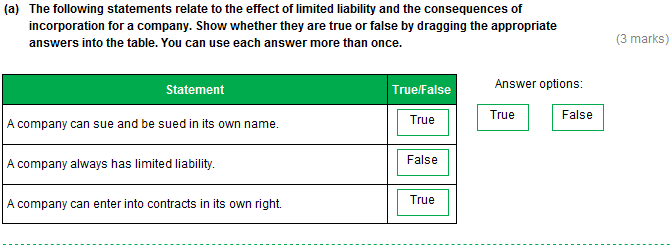 (a) The following statements relate to the effect of limited liability and the consequences of
incorporation for a company. Show whether they are true or false by dragging the appropriate
answers into the table. You can use each answer more than once.
(3 marks)
Statement True/False
Answer options:
A company can sue and be sued in its own name. True
True False
A company always has limited liability. False
A company can enter into contracts in its own right. True